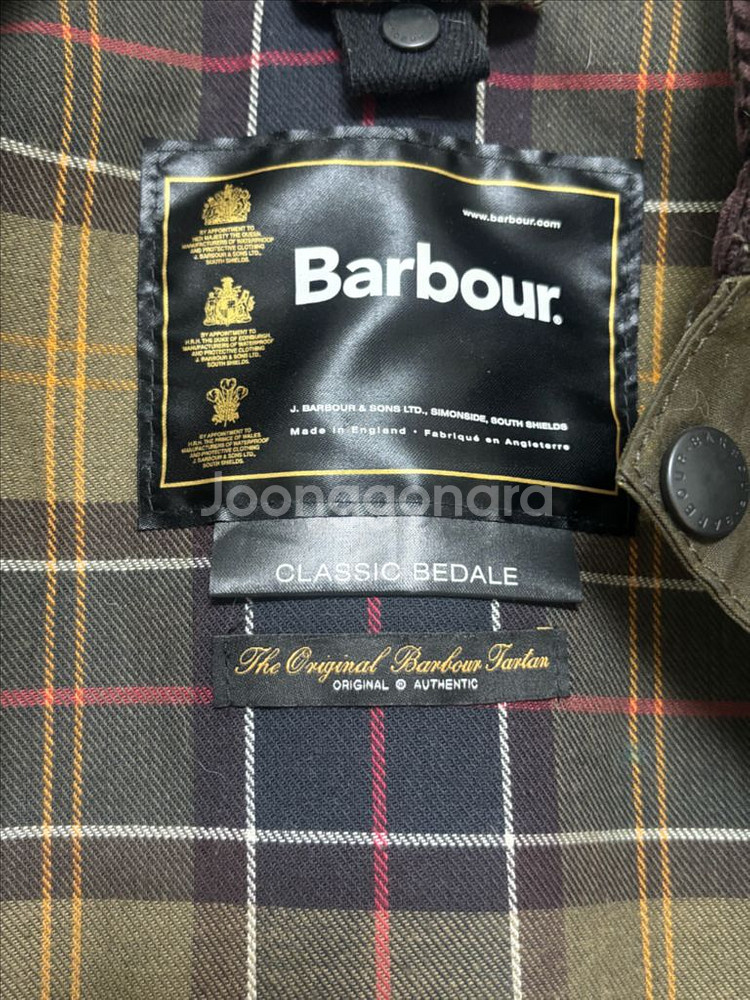 www.barbour.com
BY APPOINTMENT TO
HER MAJESTY THE QUEEN
MANUFACTURERS OF WATERPROOF
AND PROTECTIVE CLOTHING
J. BARBOUR & SONS LTD.,
SOUTH SHIELDS.
Barbour.
BY APPOINTMENT TO
H.R.H. THE DUKE OF EDINBURGH
MANUFACTURERS OF WATERPROOF
AND PROTECTIVE CLOTHING
J. BARBOUR & SONS LTD.
SOUTH SHIELDS.
BY APPOINTMENT TO
H.R.H. THE PRINCE OF WALES
MANUFACTURERS OF WATERPROOF
AND PROTECTIVE CLOTHING
J. BARBOUR & SONS LTD.,
SOUTH SHIELDS.
J. BARBOUR & SONS LTD., SIMONSIDE, SOUTH SHIELDS
Made in England • Fabriqué en Angleterre
Joonggonara
CLASSIC BEDALE
The Original Barbour Tartan
ORIGINAL ® AUTHENTIC
BARBOUR BARBOUR